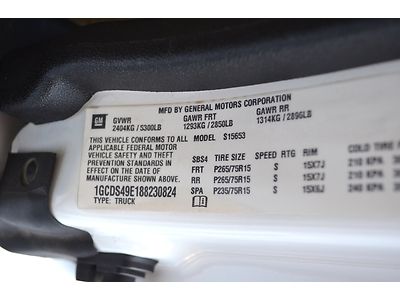 MFD BY GENERAL MOTORS CORPORATION
GM GVWR GAWR FRT GAWR RR
2404KG / 5300LB 1293KG / 2850LB 1314KG / 2896LB
THIS VEHICLE CONFORMS TO ALL MODEL S15653
APPLICABLE FEDERAL MOTOR
VEHICLE SAFETY AND THEFT
PREVENTION STANDARDS
IN EFFECT ON THE DATE OF
SHOWN ABOVE.
1GCDS49E188230824
TYPE: TRUCK
SBS4 TIRE SIZE SPEED RTG RIM COLD TIRE
FRT P265/75R15 S 15X7J 210 KPA
RR P265/75R15 S 15X7J 210 KPA
SPA P235/75R15 S 15X6J 240 KPA